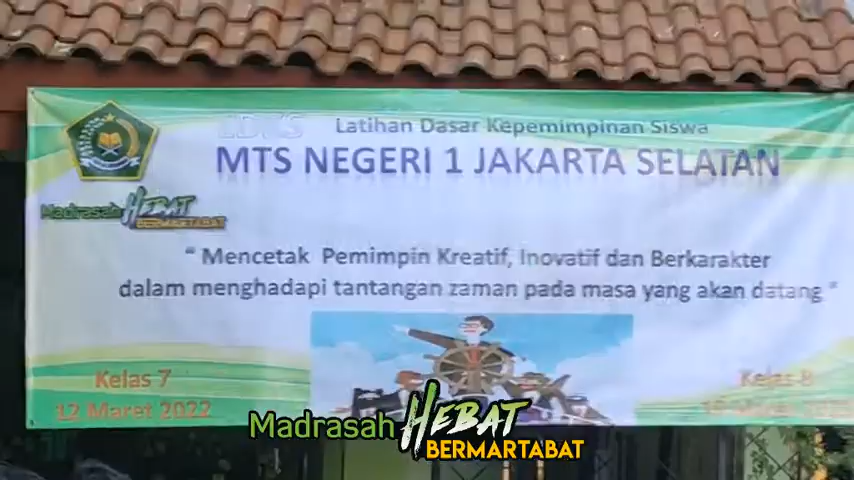 LDKS Latihan Dasar Kepemimpinan Siswa
MTS NEGERI 1 JAKARTA SELATAN
Madrasah HEBAT
BERMARTABAT
" Mencetak Pemimpin Kreatif, Inovatif dan Berkarakter
dalam menghadapi tantangan zaman pada masa yang akan datang "
Kelas 7
12 Maret 2022
Kelas 8
Maret
Madrasah HEBAT
BERMARTABAT